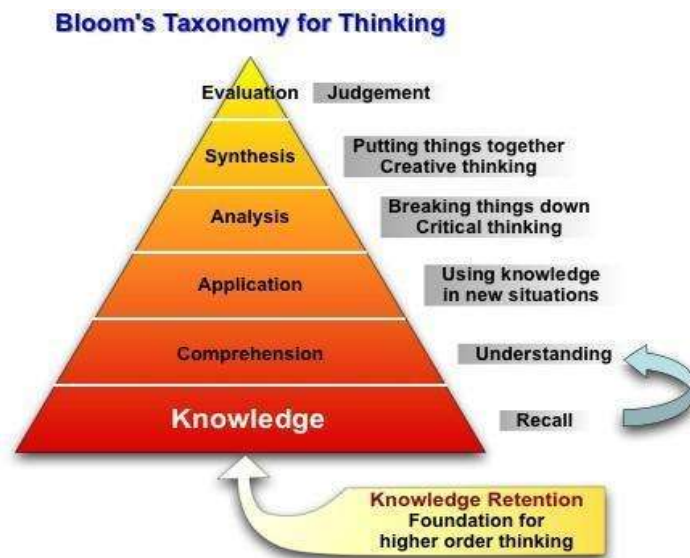 Bloom's Taxonomy for Thinking
Evaluation
Judgement
Synthesis
Putting things together
Creative thinking
Analysis
Breaking things down
Critical thinking
Application
Using knowledge
in new situations
Comprehension
Understanding
Knowledge
Recall
Knowledge Retention
Foundation for
higher order thinking